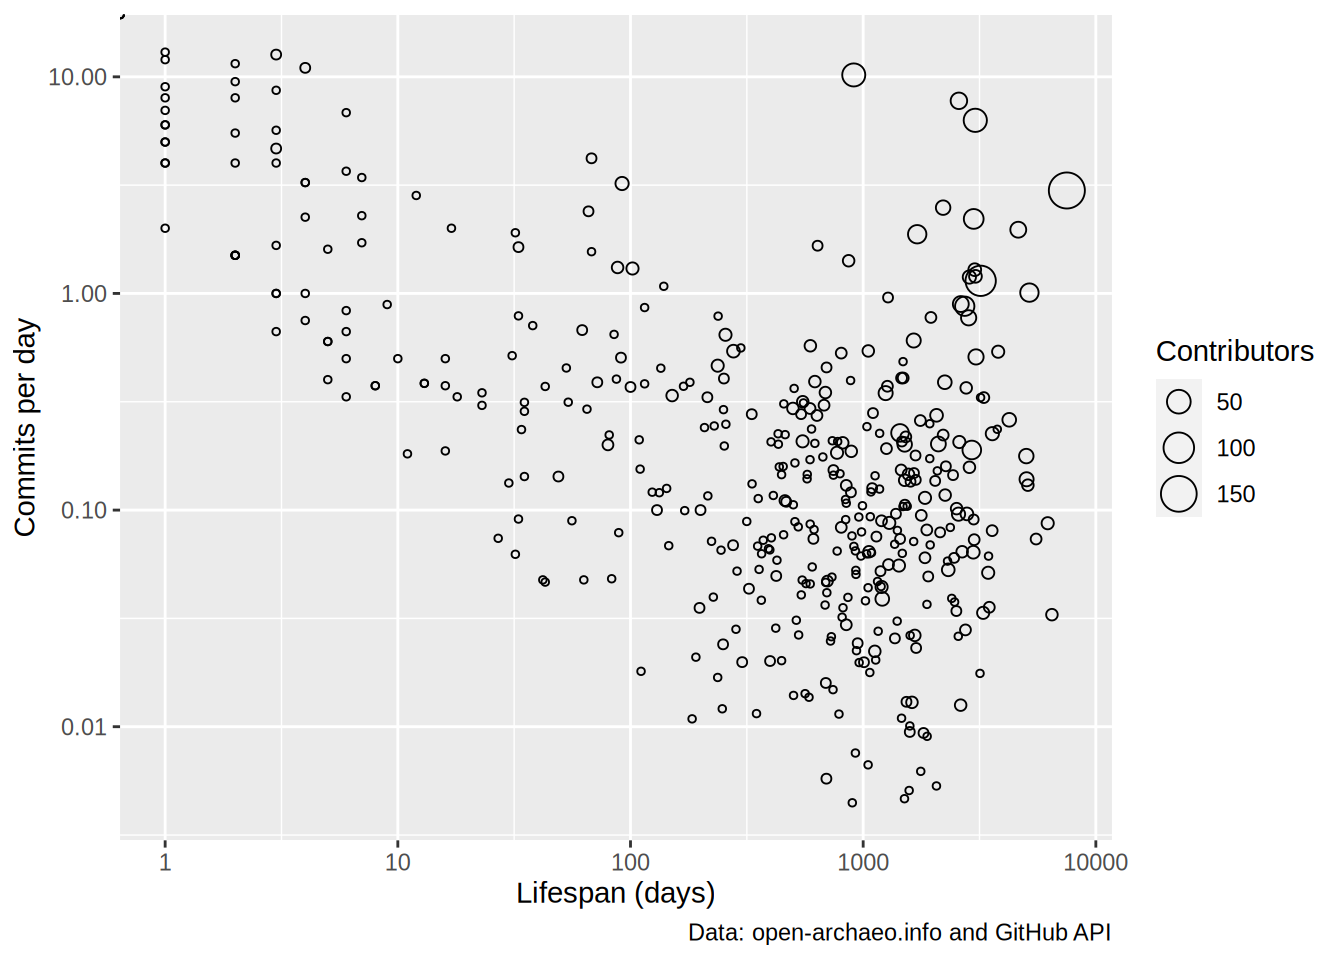 10.00
1.00
0.10
0.01
Commits per day
1 10 100 1000 10000
Lifespan (days)
Data: open-archaeo.info and GitHub API
Contributors
50
100
150